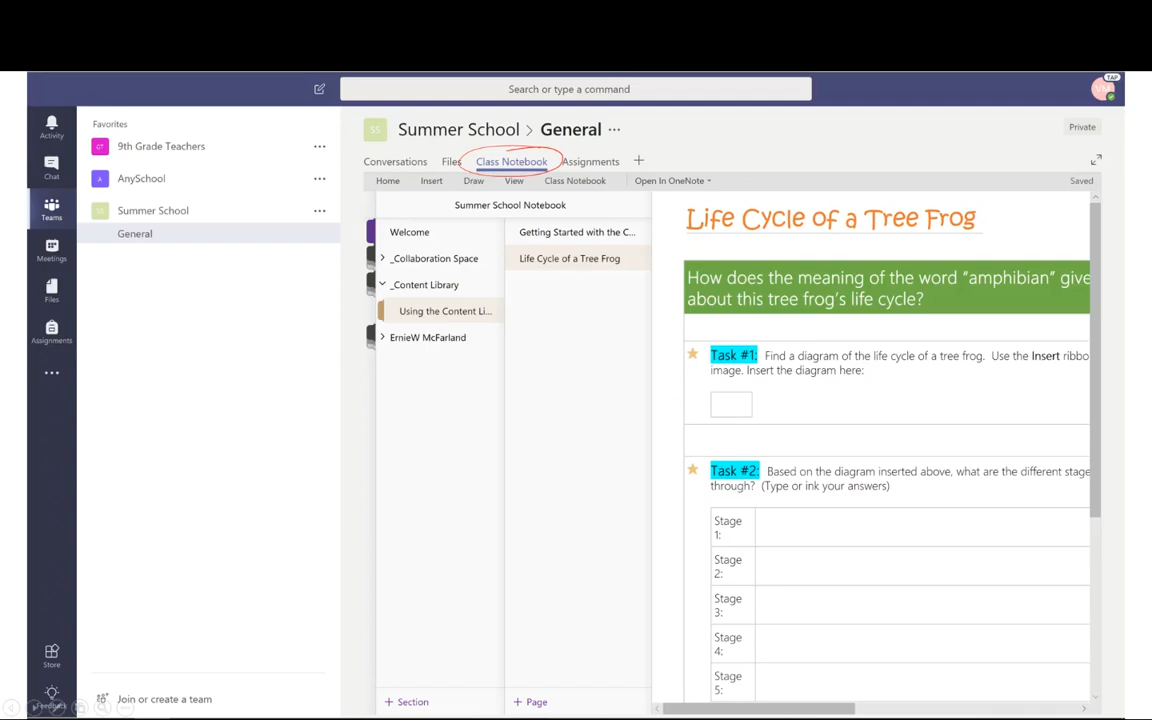 Search or type a command
TAP
VM
Activity
Chat
Teams
Meetings
Files
Assignments
Store
Feedback
Favorites
9th Grade Teachers
A
AnySchool
SS
Summer School
General
Join or create a team
SS
Summer School > General
Private
Conversations
Files
Class Notebook
Assignments
Home
Insert
Draw
View
Class Notebook
Open In OneNote
Saved
Summer School Notebook
Welcome
_Collaboration Space
_Content Library
Using the Content Li...
ErnieW McFarland
+ Section
Getting Started with the C...
Life Cycle of a Tree Frog
+ Page
Life Cycle of a Tree Frog
How does the meaning of the word “amphibian” give
about this tree frog’s life cycle?
Task #1: Find a diagram of the life cycle of a tree frog. Use the Insert ribbo
image. Insert the diagram here:
Task #2: Based on the diagram inserted above, what are the different stage
through? (Type or ink your answers)
Stage
1:
Stage
2:
Stage
3:
Stage
4:
Stage
5: